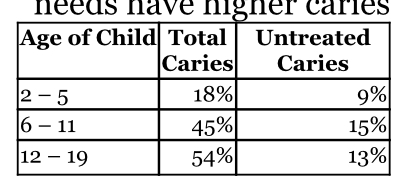 needs have higher caries
Age of Child Total Caries Untreated Caries
2 – 5 18% 9%
6 – 11 45% 15%
12 – 19 54% 13%